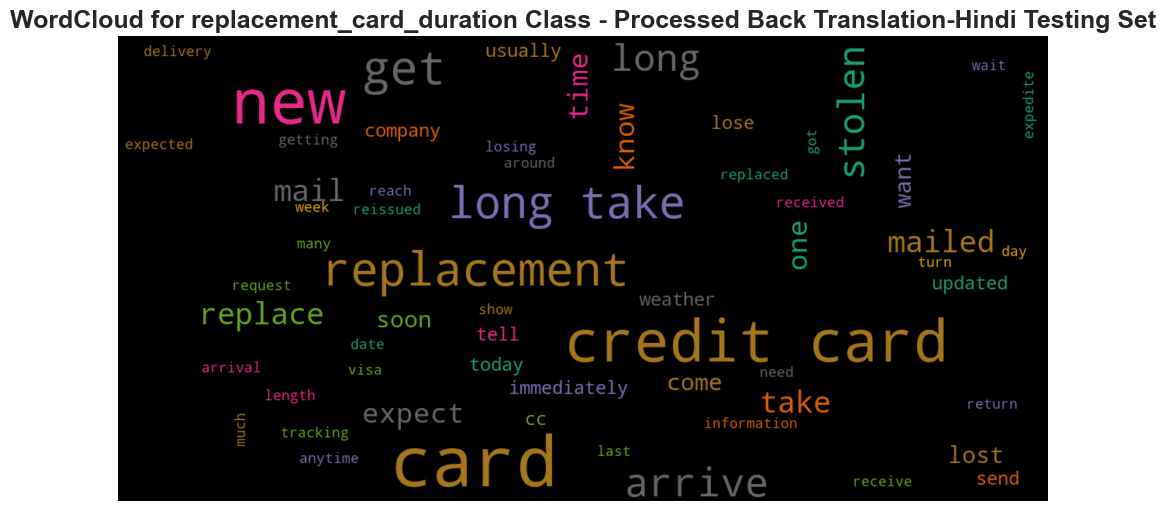 WordCloud for replacement_card_duration Class - Processed Back Translation-Hindi Testing Set
delivery
usually
get
long
time
stolen
wait
expedite
new
company
know
lose
got
expected
getting
losing
around
want
replaced
mail
reach
long take
received
week
reissued
one
mailed
many
turn
day
replacement
request
updated
weather
replace
soon
show
tell
credit card
date
arrival
visa
today
need
immediately
come
length
take
return
expect
cc
information
much
tracking
card
last
lost
anytime
arrive
receive
send